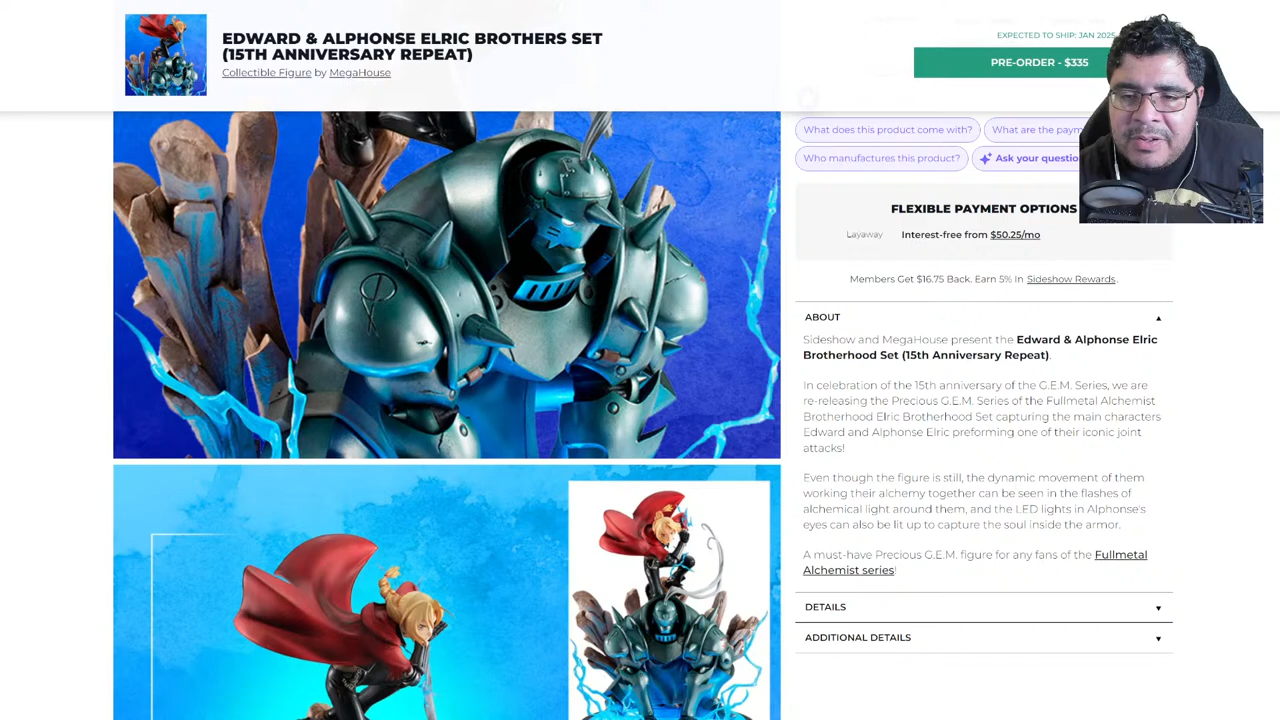 EDWARD & ALPHONSE ELRIC BROTHERS SET
(15TH ANNIVERSARY REPEAT)
Collectible Figure by MegaHouse
EXPECTED TO SHIP: JAN 2025
PRE-ORDER - $335
What does this product come with?
What are the
Who manufactures this product?
Ask your
FLEXIBLE PAYMENT OPTIONS
Layaway
Interest-free from $50.25/mo
Members Get $16.75 Back. Earn 5% In Sideshow Rewards.
ABOUT
Sideshow and MegaHouse present the Edward & Alphonse Elric
Brotherhood Set (15th Anniversary Repeat).
In celebration of the 15th anniversary of the G.E.M. Series, we are
re-releasing the Precious G.E.M. Series of the Fullmetal Alchemist
Brotherhood Elric Brotherhood Set capturing the main characters
Edward and Alphonse Elric preforming one of their iconic joint
attacks!
Even though the figure is still, the dynamic movement of them
working their alchemy together can be seen in the flashes of
alchemical light around them, and the LED lights in Alphonse's
eyes can also be lit up to capture the soul inside the armor.
A must-have Precious G.E.M. figure for any fans of the Fullmetal
Alchemist series!
DETAILS
ADDITIONAL DETAILS